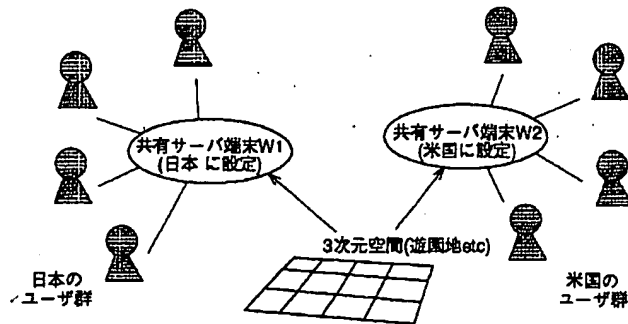 共有サーバ端末W1
(日本 に設定)
共有サーバ端末W2
(米国に設定)
3次元空間(遊園地etc)
日本の
ユーザ群
米国の
ユーザ群